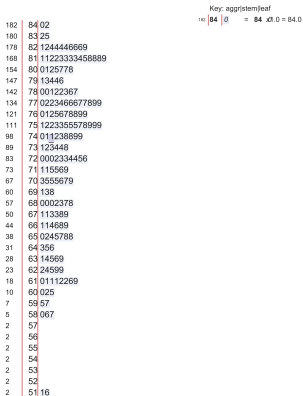 Key: aggr|stem|leaf
182 84 0 = 84 x1.0 = 84.0
182 84 02
180 83 25
178 82 1244446669
168 81 11223333458889
154 80 0125778
147 79 13446
142 78 00122367
134 77 0223466677899
121 76 0125678899
111 75 1223355578999
98 74 011238899
89 73 123448
83 72 0002334456
73 71 115569
67 70 3555679
60 69 138
57 68 0002378
50 67 113389
44 66 114689
38 65 0245788
31 64 356
28 63 14569
23 62 24599
18 61 01112269
10 60 025
7 59 57
5 58 067
2 57
2 56
2 55
2 54
2 53
2 52
2 51 16